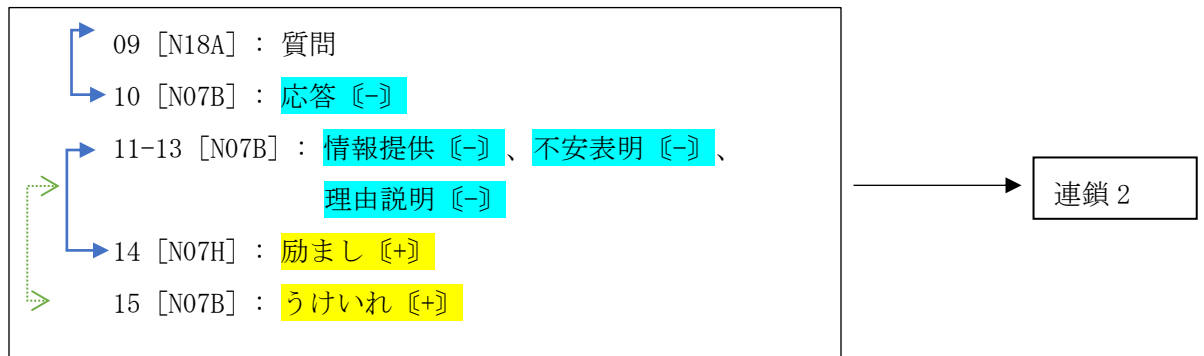 09［N18A］：質問
10［N07B］：応答〔-〕
11-13［N07B］：情報提供〔-〕、不安表明〔-〕、
理由説明〔-〕
14［N07H］：励まし〔+〕
15［N07B］：うけいれ〔+〕
連鎖２